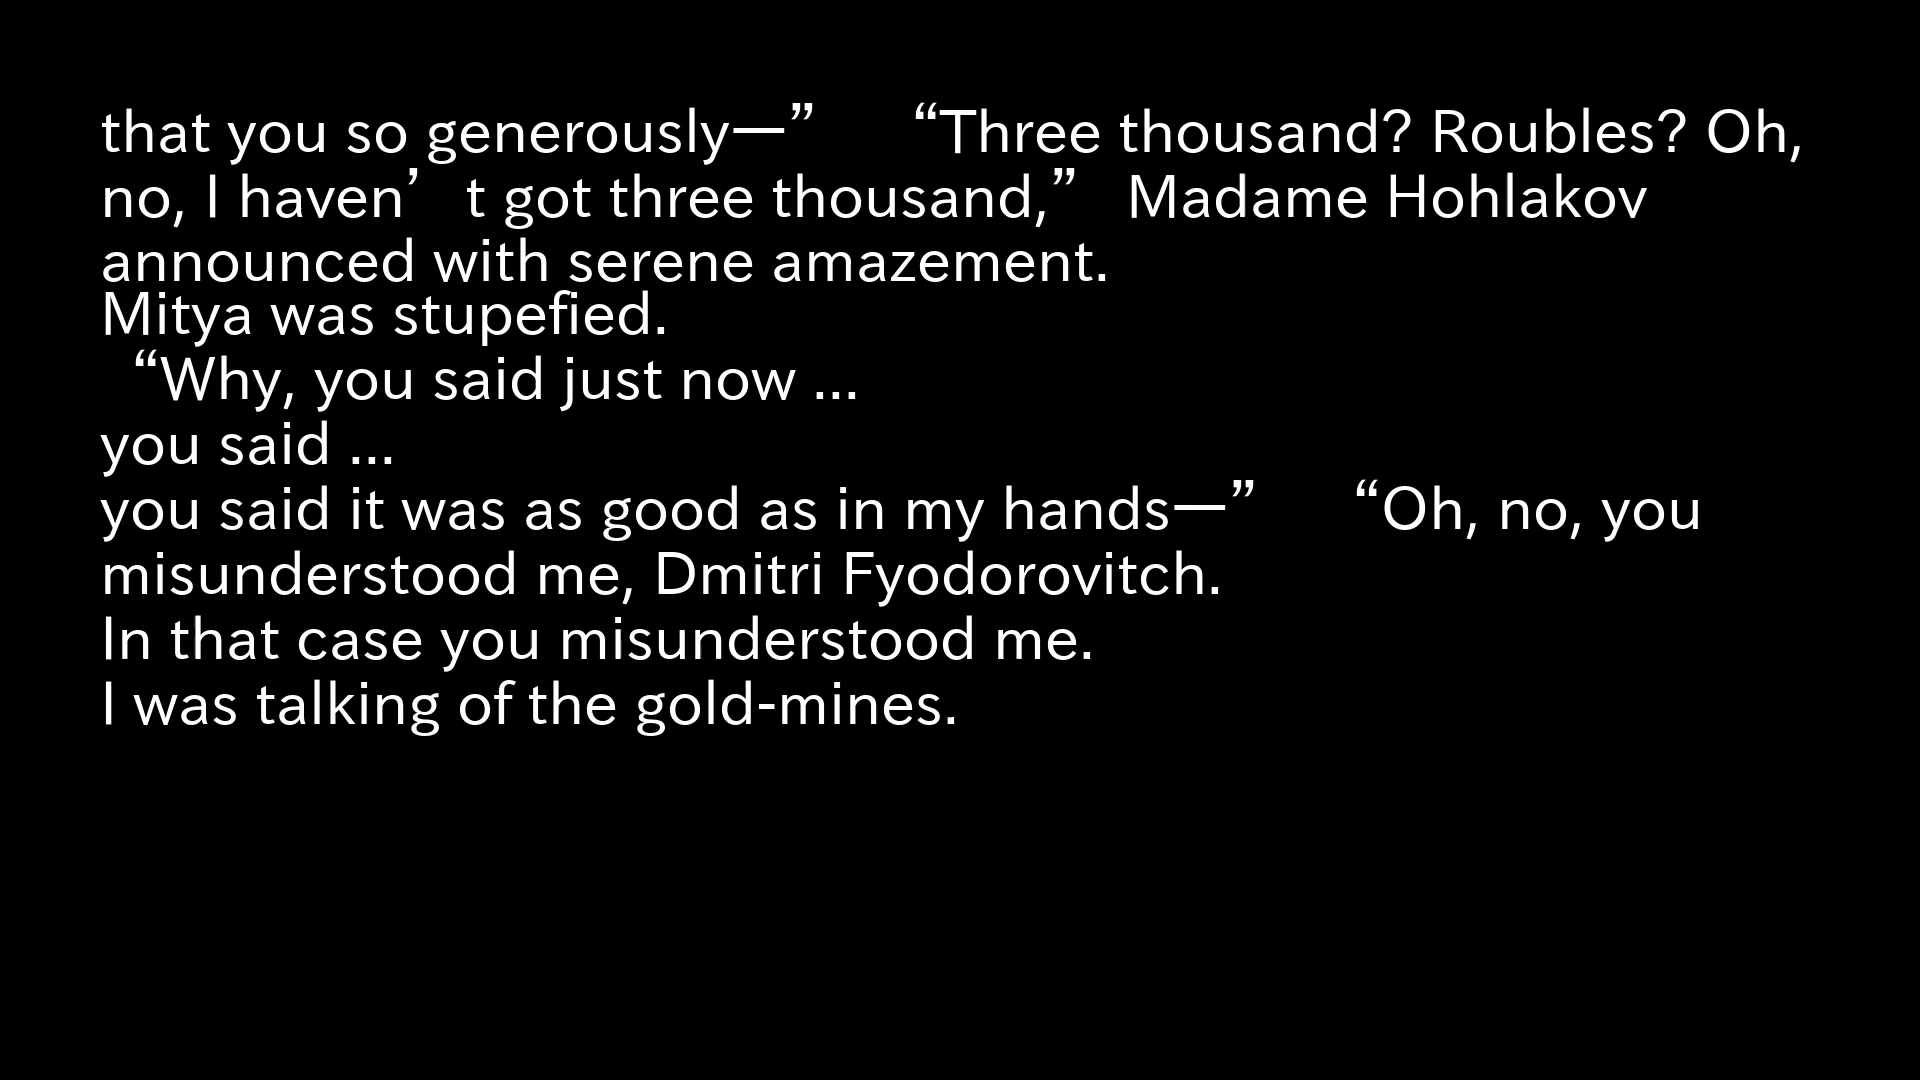 that you so generously—” “Three thousand? Roubles? Oh,
no, I haven’t got three thousand,” Madame Hohlakov
announced with serene amazement.
Mitya was stupefied.
“Why, you said just now ...
you said ...
you said it was as good as in my hands—” “Oh, no, you
misunderstood me, Dmitri Fyodorovitch.
In that case you misunderstood me.
I was talking of the gold-mines.